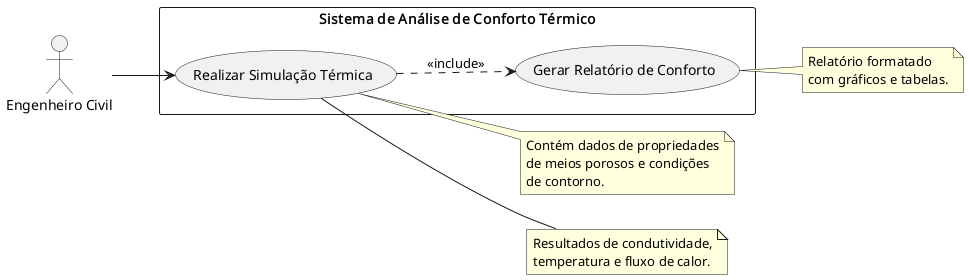 Sistema de Análise de Conforto Térmico
Engenheiro Civil
Realizar Simulação Térmica
«include»
Gerar Relatório de Conforto
Relatório formatado
com gráficos e tabelas.
Contém dados de propriedades
de meios porosos e condições
de contorno.
Resultados de condutividade,
temperatura e fluxo de calor.